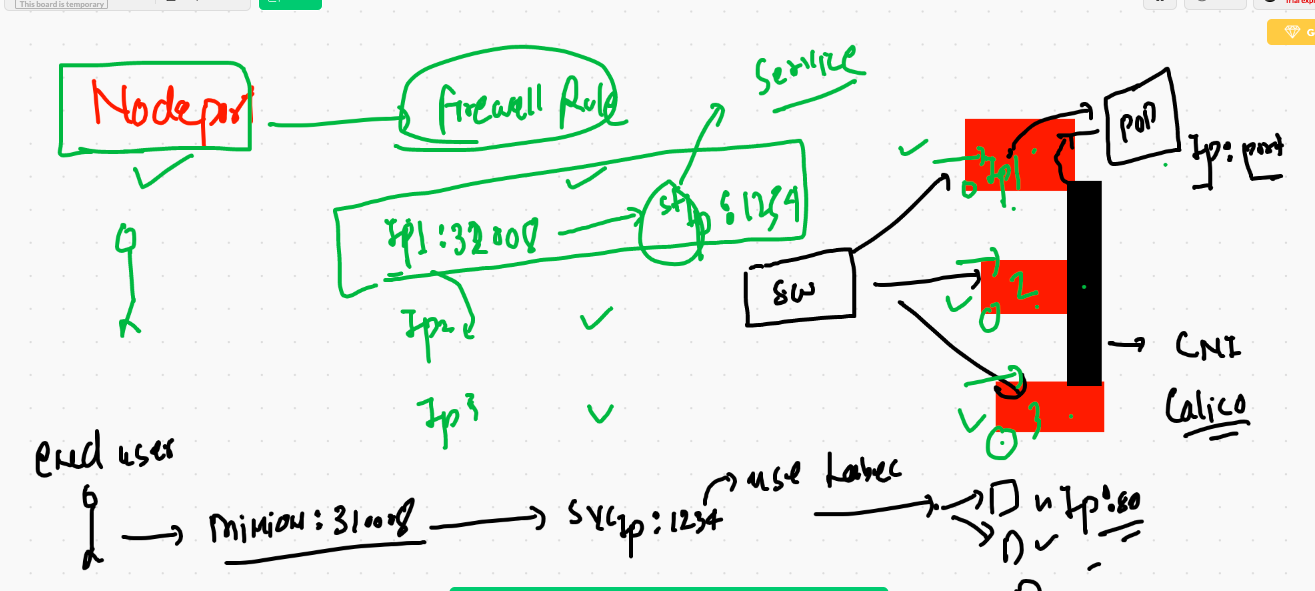 This board is temporary
Nodeport
firewall Rule
Service
Ip1:32008
Ip:1234
Ip2
Ip3
SW
Ip1
2
3
POD
Ip: port
CNI
Calico
end user
minion:31008
svc Ip:1234
use Label
Ip:80